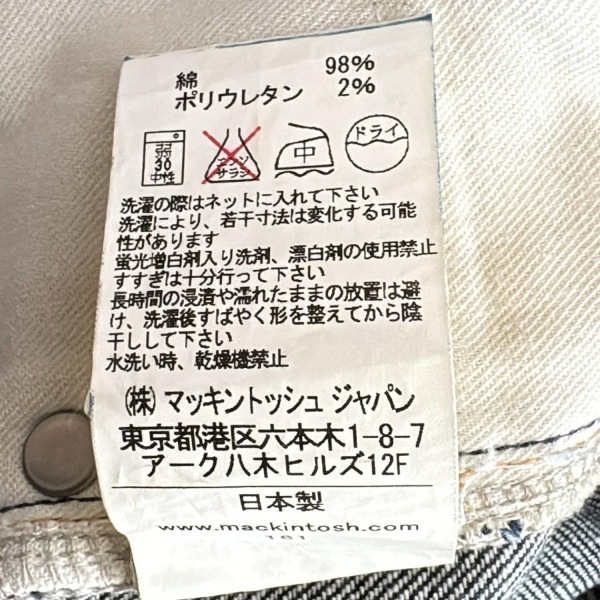 綿 98%
ポリウレタン 2%
弱 30 中性
エンソ サラシ
中
ドライ
洗濯の際はネットに入れて下さい
洗濯により、若干寸法は変化する可能
性があります
蛍光増白剤入り洗剤、漂白剤の使用禁止
すすぎは十分行って下さい
長時間の浸漬や濡れたままの放置は避
け、洗濯後すばやく形を整えてから陰
干しして下さい
水洗い時、乾燥機禁止
㈱ マッキントッシュ ジャパン
東京都港区六本木1-8-7
アーク八木ヒルズ12F
日本製
www.mackintosh.com
161